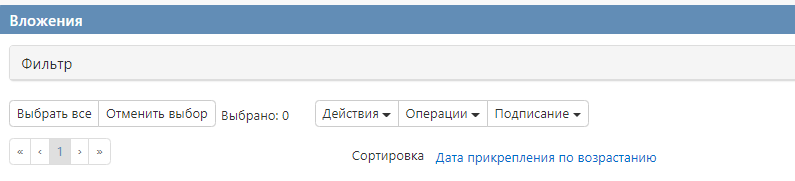 Вложения
Фильтр
Выбрать все Отменить выбор Выбрано: 0 Действия Операции Подписание
« ‹ 1 › » Сортировка Дата прикрепления по возрастанию